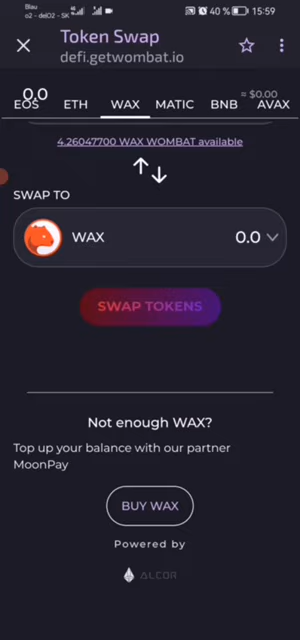 Blau
o2 - de/O2 - SK
40 %
15:59
Token Swap
defi.getwombat.io
0.0
≈ $0.00
EOS ETH WAX MATIC BNB AVAX
4.26047700 WAX WOMBAT available
SWAP TO
WAX 0.0
SWAP TOKENS
Not enough WAX?
Top up your balance with our partner
MoonPay
BUY WAX
Powered by
ALCOR